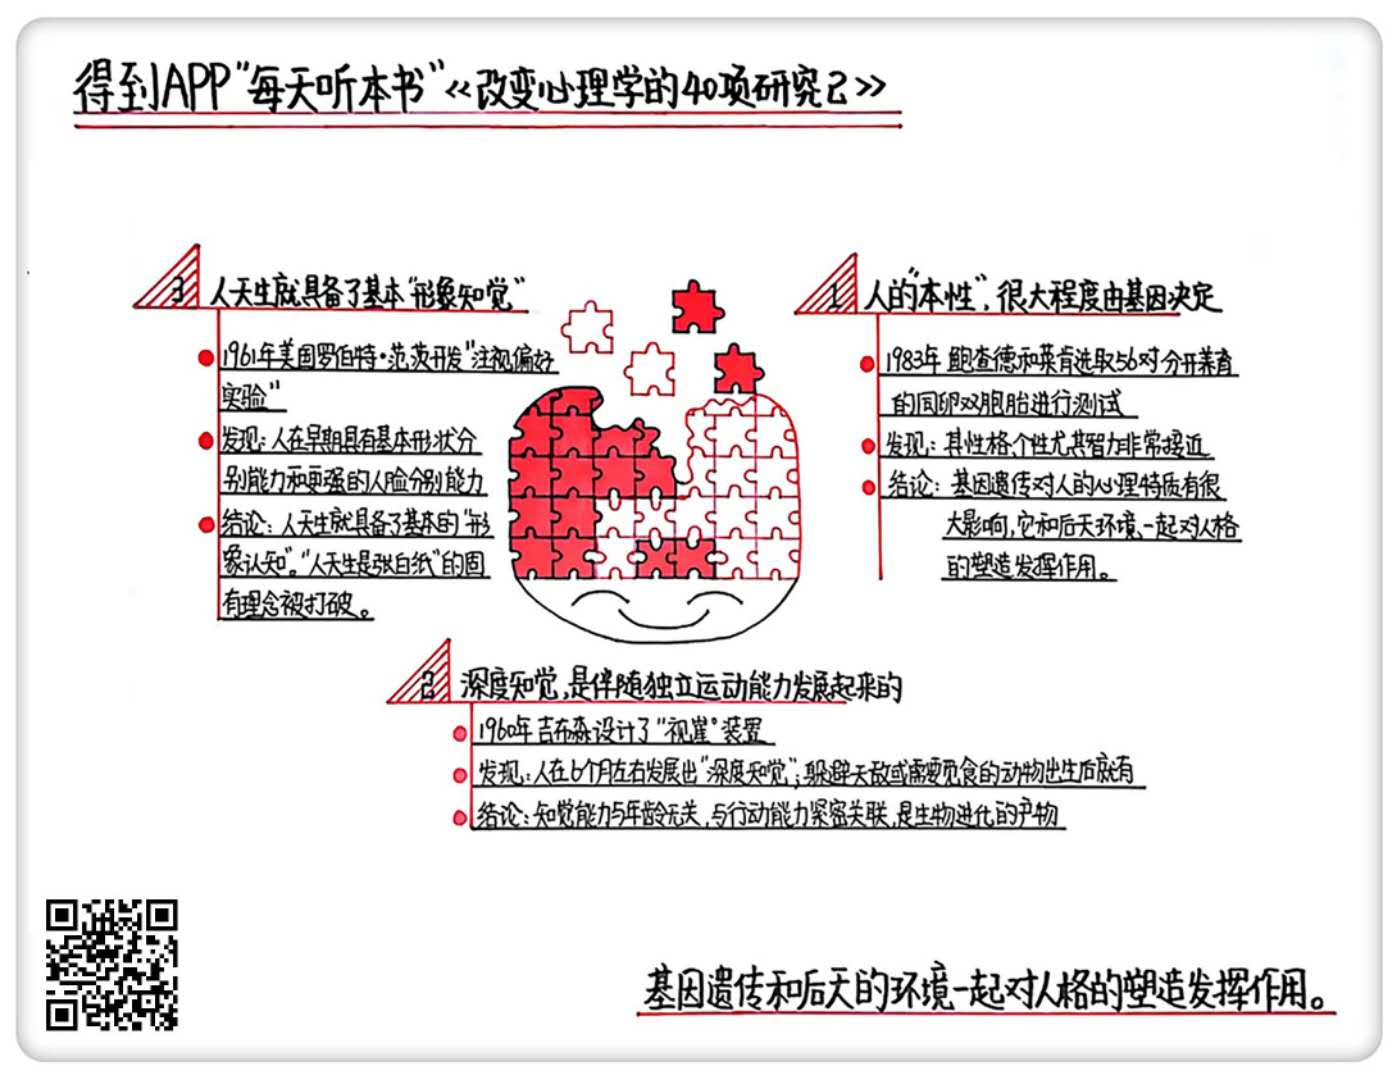 得到APP"每天听本书"《改变心理学的40项研究2》
1 人的"本性",很大程度由基因决定
1983年 鲍查德和莱肯选取56对分开养育
的同卵双胞胎进行测试
发现:其性格个性尤其智力非常接近
结论:基因遗传对人的心理特质有很
大影响,它和后天环境一起对人格
的塑造发挥作用。
2 深度知觉,是伴随独立运动能力发展起来的
1960年吉布森设计了"视崖"装置
发现:人在6个月左右发展出"深度知觉";躲避天敌或需要觅食的动物出生后就有
结论:知觉能力与年龄无关,与行动能力紧密关联,是生物进化的产物
3 人天生就具备了基本"形象知觉"
1961年美国罗伯特·范茨开发"注视偏好
实验"
发现:人在早期具有基本形状分
别能力和更强的人脸分别能力
结论:人天生就具备了基本的"形
象认知"。"人天生是张白纸"的固
有理念被打破。
基因遗传和后天的环境一起对人格的塑造发挥作用。